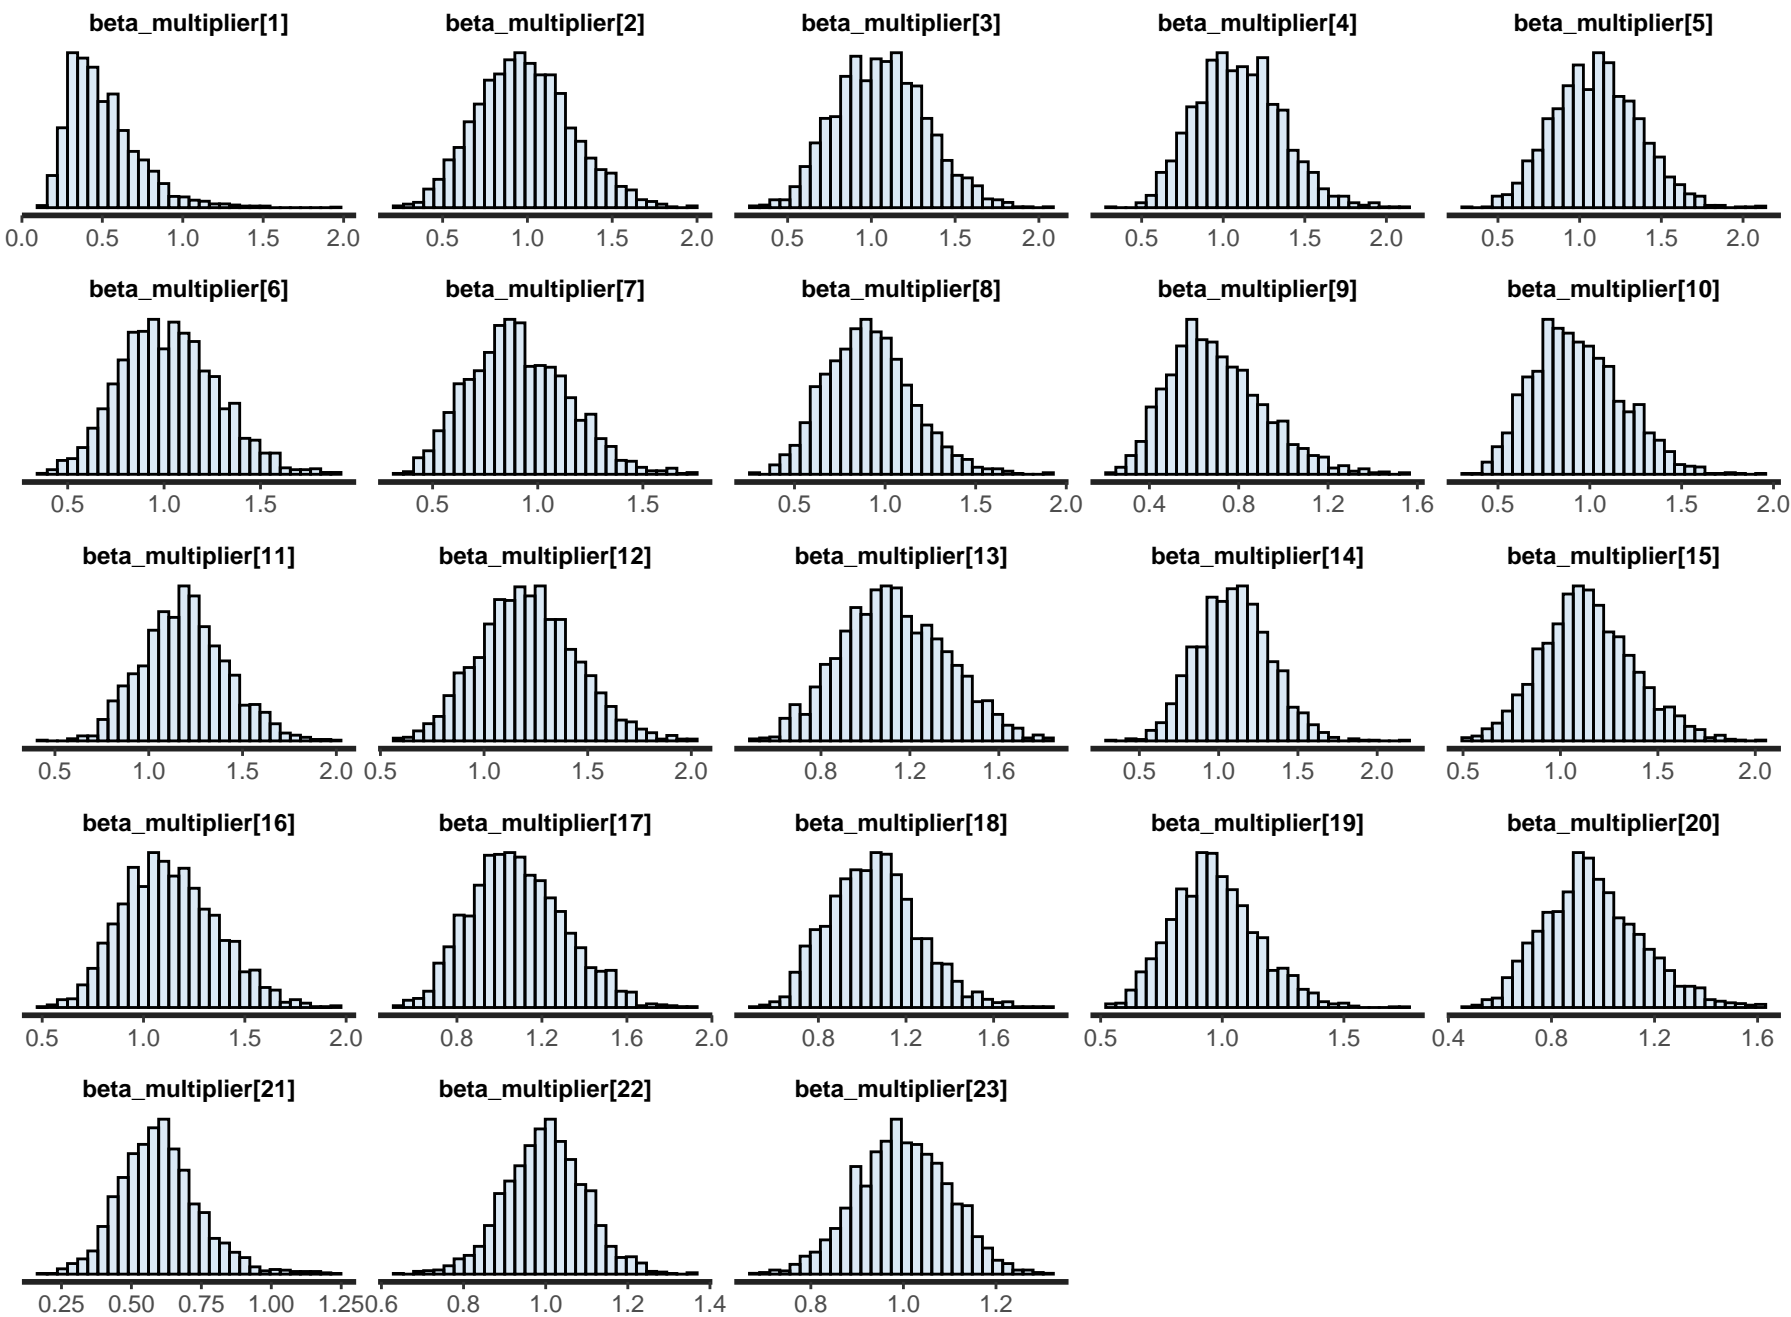 beta_multiplier[1] beta_multiplier[2] beta_multiplier[3] beta_multiplier[4] beta_multiplier[5]
0.0 0.5 1.0 1.5 2.0 0.5 1.0 1.5 2.0 0.5 1.0 1.5 2.0 0.5 1.0 1.5 2.0 0.5 1.0 1.5 2.0
beta_multiplier[6] beta_multiplier[7] beta_multiplier[8] beta_multiplier[9] beta_multiplier[10]
0.5 1.0 1.5 0.5 1.0 1.5 0.5 1.0 1.5 2.0 0.4 0.8 1.2 1.6 0.5 1.0 1.5 2.0
beta_multiplier[11] beta_multiplier[12] beta_multiplier[13] beta_multiplier[14] beta_multiplier[15]
0.5 1.0 1.5 2.0 0.5 1.0 1.5 2.0 0.8 1.2 1.6 0.5 1.0 1.5 2.0 0.5 1.0 1.5 2.0
beta_multiplier[16] beta_multiplier[17] beta_multiplier[18] beta_multiplier[19] beta_multiplier[20]
0.5 1.0 1.5 2.0 0.8 1.2 1.6 2.0 0.8 1.2 1.6 0.5 1.0 1.5 0.4 0.8 1.2 1.6
beta_multiplier[21] beta_multiplier[22] beta_multiplier[23]
0.25 0.50 0.75 1.00 1.25 0.6 0.8 1.0 1.2 1.4 0.8 1.0 1.2